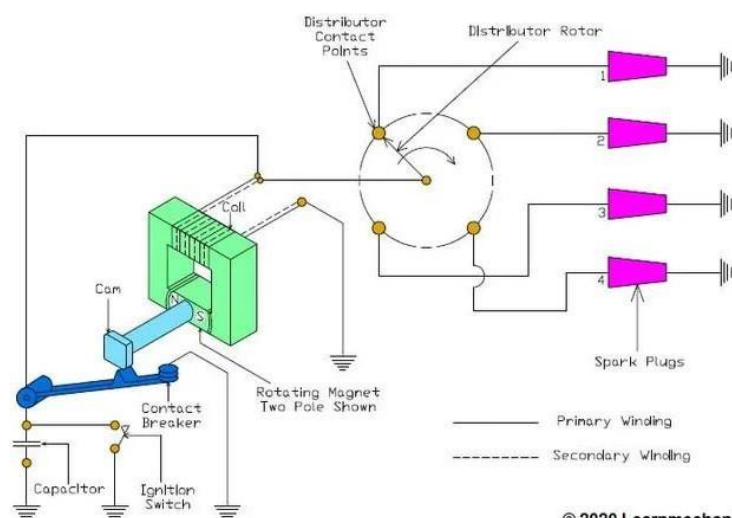 Distributor
Contact
Points
Distributor Rotor
1
2
3
4
Coil
Cam
N
S
Contact
Breaker
Rotating Magnet
Two Pole Shown
Spark Plugs
Primary Winding
Secondary Winding
Capacitor
Ignition
Switch